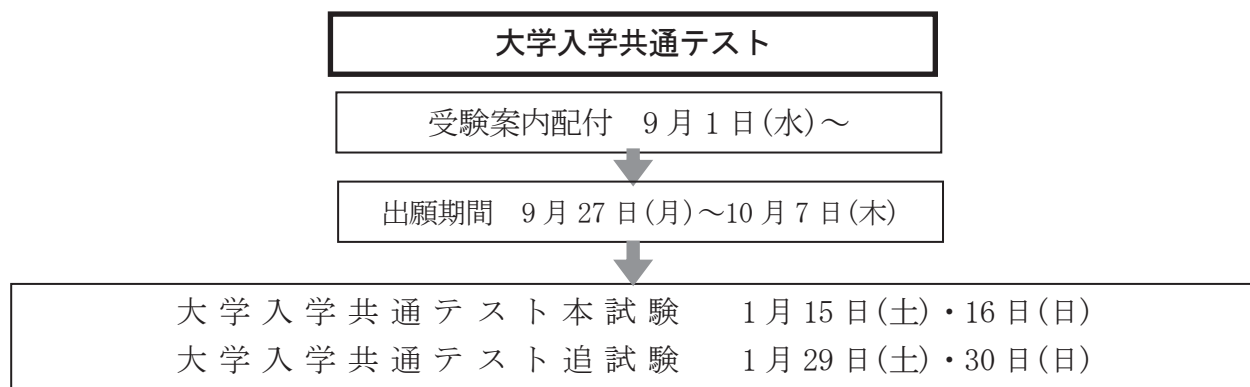 大学入学共通テスト
受験案内配付 9月1日(水)~
出願期間 9月27日(月)~10月7日(木)
大学入学共通テスト本試験 1月15日(土)・16日(日)
大学入学共通テスト追試験 1月29日(土)・30日(日)